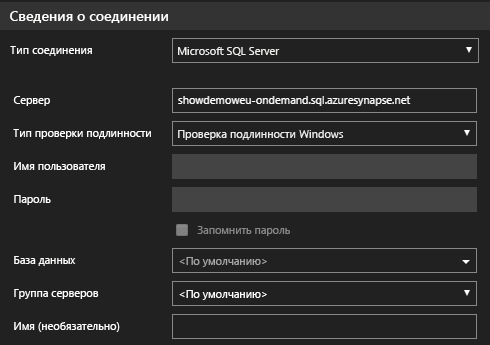 Сведения о соединении
Тип соединения Microsoft SQL Server
Сервер showdemoweu-ondemand.sql.azuresynapse.net
Тип проверки подлинности Проверка подлинности Windows
Имя пользователя
Пароль
Запомнить пароль
База данных <По умолчанию>
Группа серверов <По умолчанию>
Имя (необязательно)